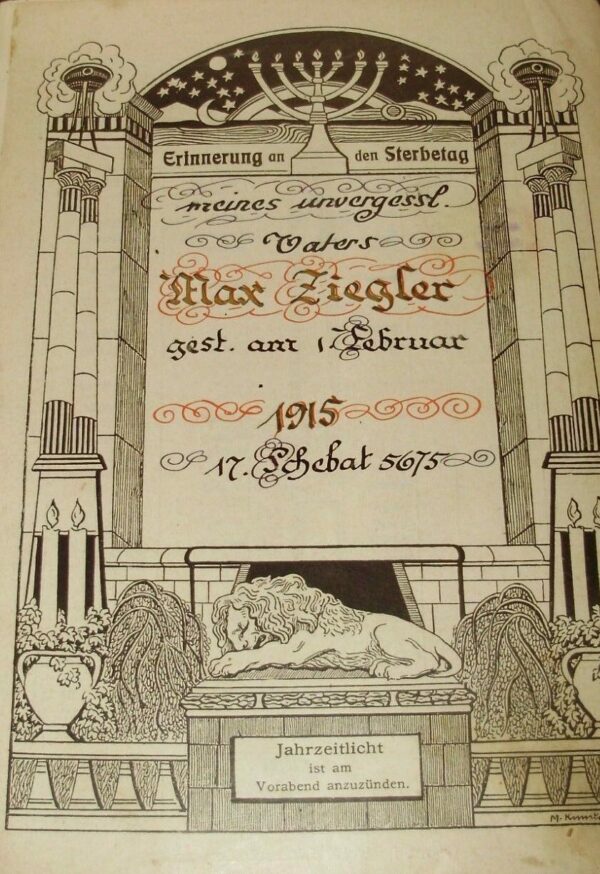 Erinnerung an den Sterbetag
meines unvergessl.
Vaters
Max Ziegler
gest. am 1. Februar
1915
17. Schebat 5675
Jahrzeitlicht
ist am
Vorabend anzuzünden.
M.